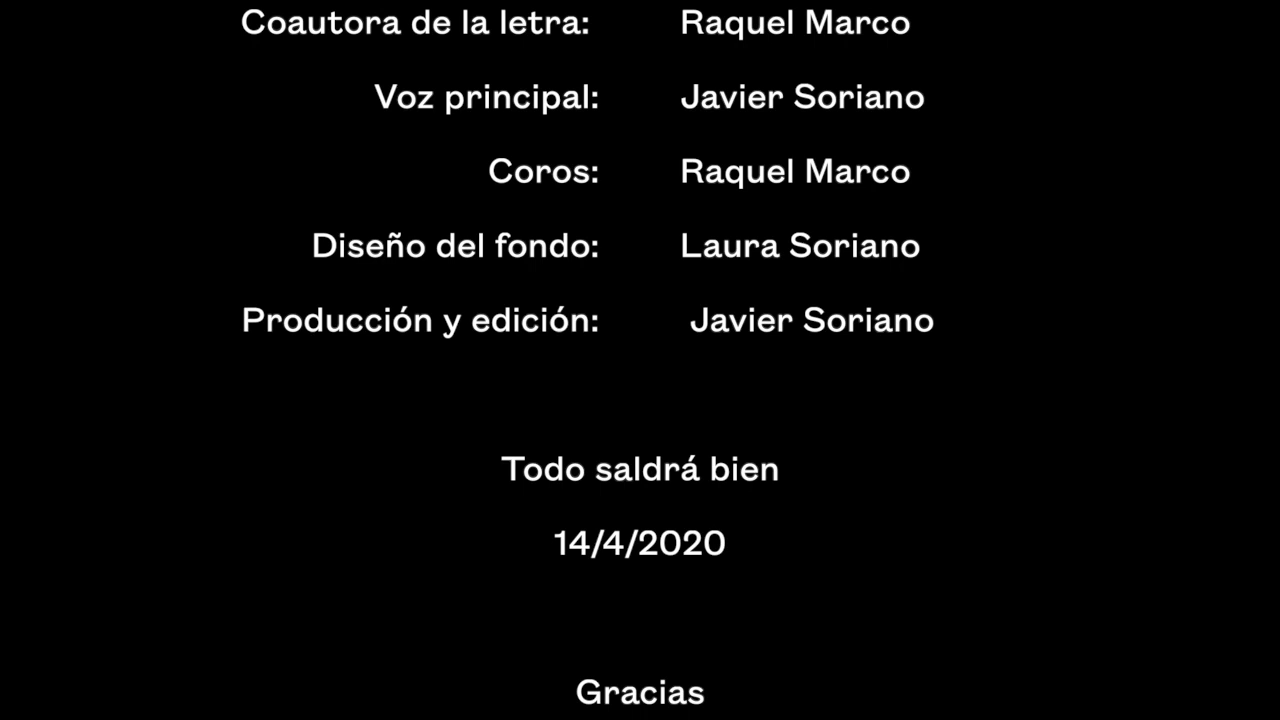 Coautora de la letra: Raquel Marco
Voz principal: Javier Soriano
Coros: Raquel Marco
Diseño del fondo: Laura Soriano
Producción y edición: Javier Soriano
Todo saldrá bien
14/4/2020
Gracias